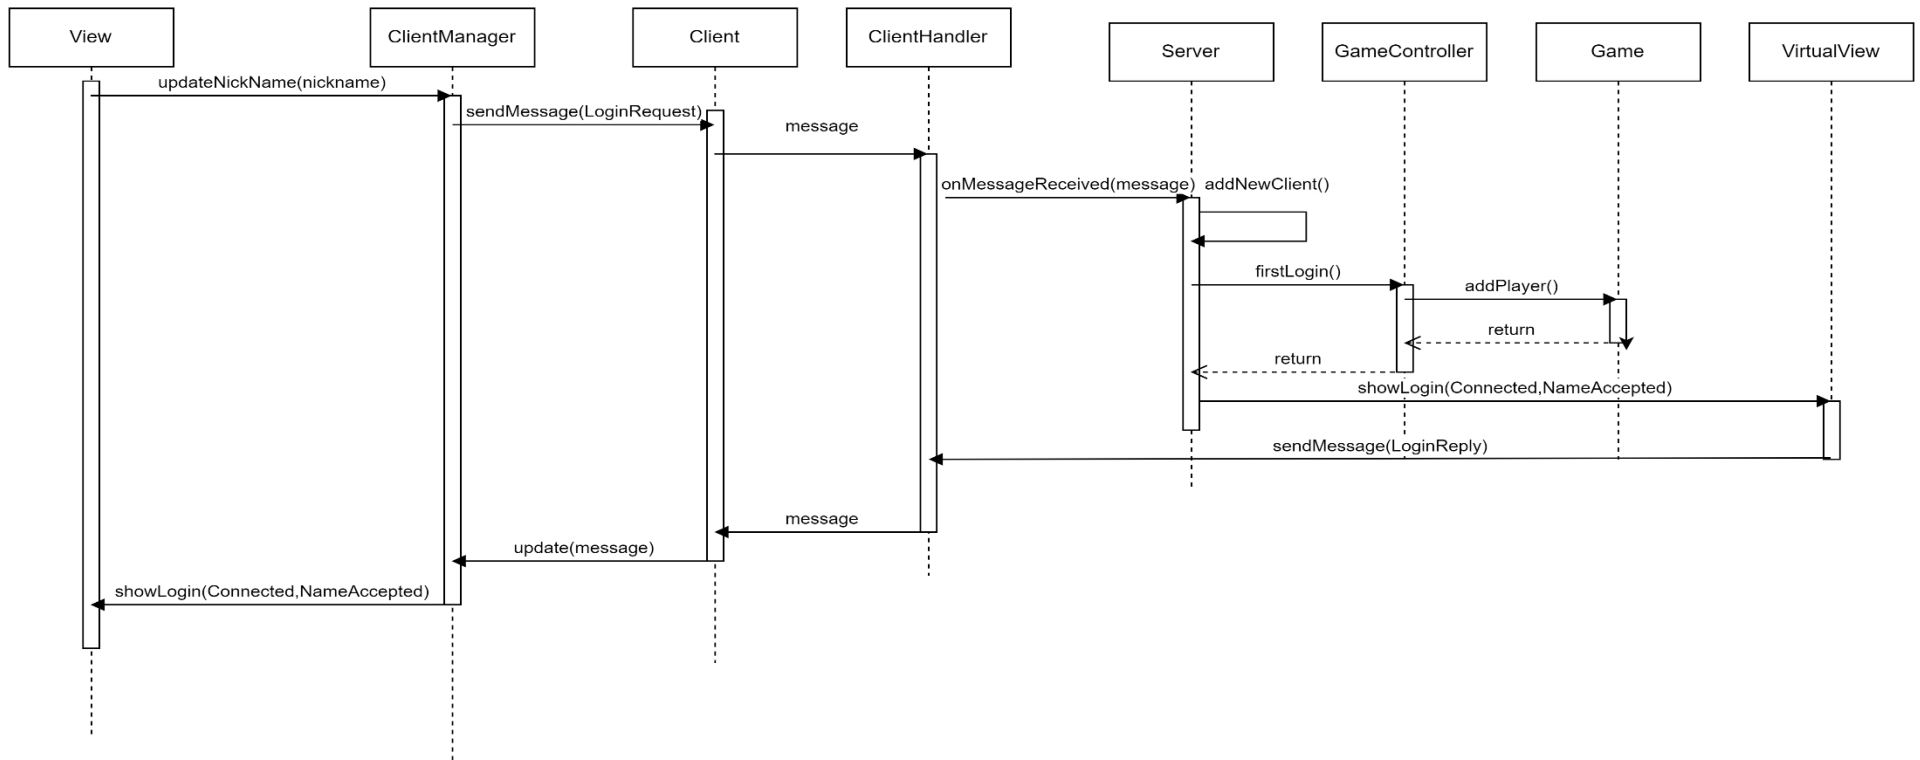 View
ClientManager
Client
ClientHandler
Server
GameController
Game
VirtualView
updateNickName(nickname)
sendMessage(LoginRequest)
message
onMessageReceived(message)
addNewClient()
firstLogin()
addPlayer()
return
return
showLogin(Connected,NameAccepted)
sendMessage(LoginReply)
message
update(message)
showLogin(Connected,NameAccepted)